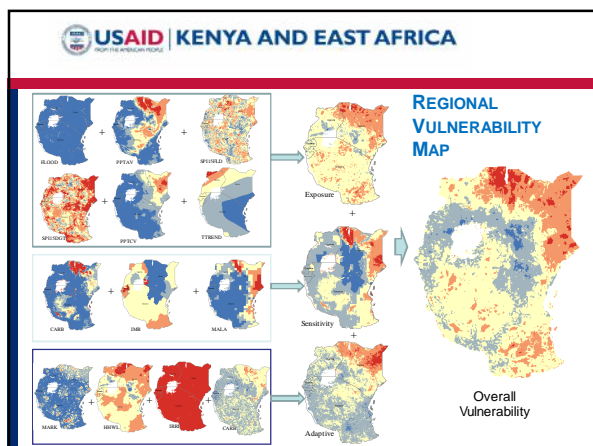 USAID
FROM THE AMERICAN PEOPLE
KENYA AND EAST AFRICA
REGIONAL
VULNERABILITY
MAP
FLOOD
+
PPTAV
+
SPI15FLD
Exposure
+
PPTCV
TTREND
+
CARB
+
IMR
+
MALA
Sensitivity
+
MARK
+
HHWL
+
IRRI
+
Adaptive
Overall
Vulnerability